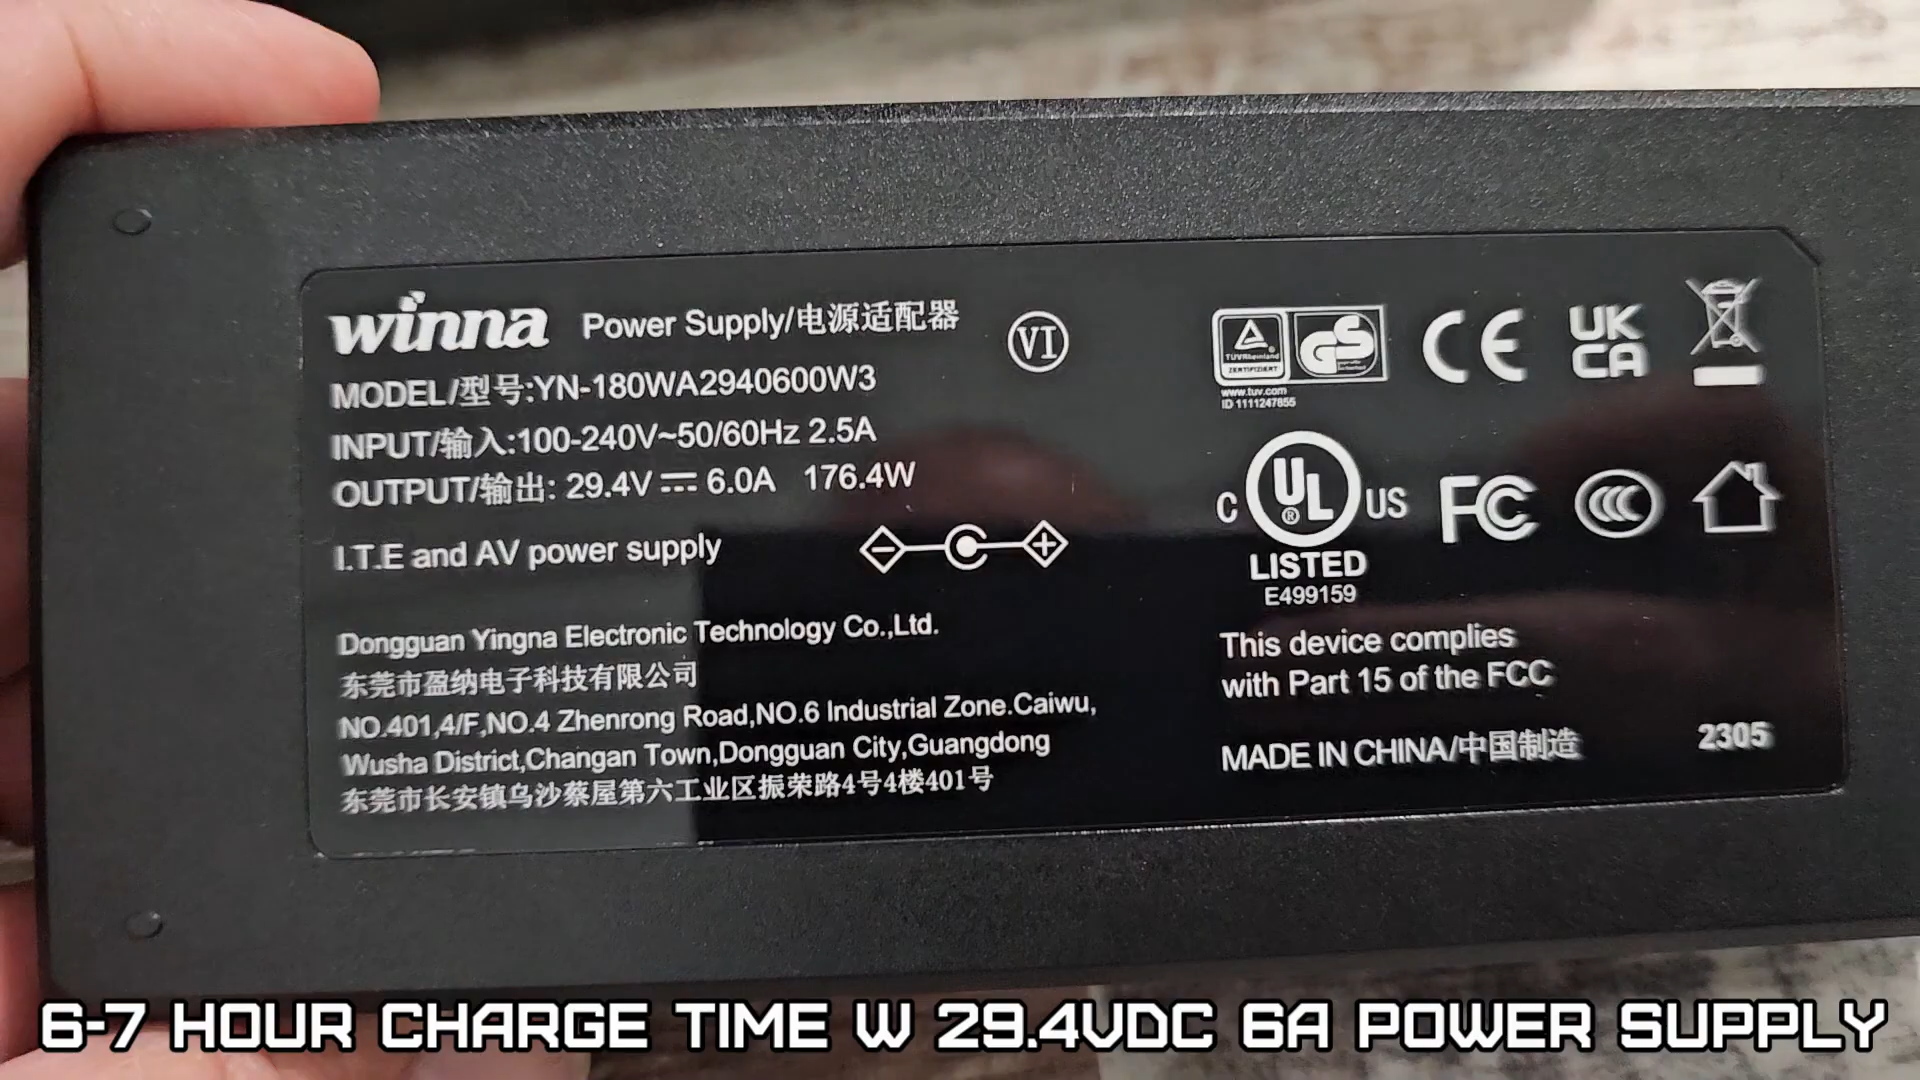 winna Power Supply/电源适配器 VI
MODEL/型号:YN-180WA2940600W3
INPUT/输入:100-240V~50/60Hz 2.5A
OUTPUT/输出: 29.4V⎓6.0A 176.4W
I.T.E and AV power supply
- +
Dongguan Yingna Electronic Technology Co.,Ltd.
东莞市盈纳电子科技有限公司
NO.401,4/F,NO.4 Zhenrong Road,NO.6 Industrial Zone.Caiwu,
Wusha District,Changan Town,Dongguan City,Guangdong
东莞市长安镇乌沙蔡屋第六工业区振荣路4号4楼401号
TÜVRheinland
ZERTIFIZIERT
GS
www.tuv.com
ID 1111247855
CE
UK
CA
C UL® US
LISTED
E499159
FC
CCC
This device complies
with Part 15 of the FCC
MADE IN CHINA/中国制造
2305
6-7 HOUR CHARGE TIME W 29.4VDC 6A POWER SUPPLY